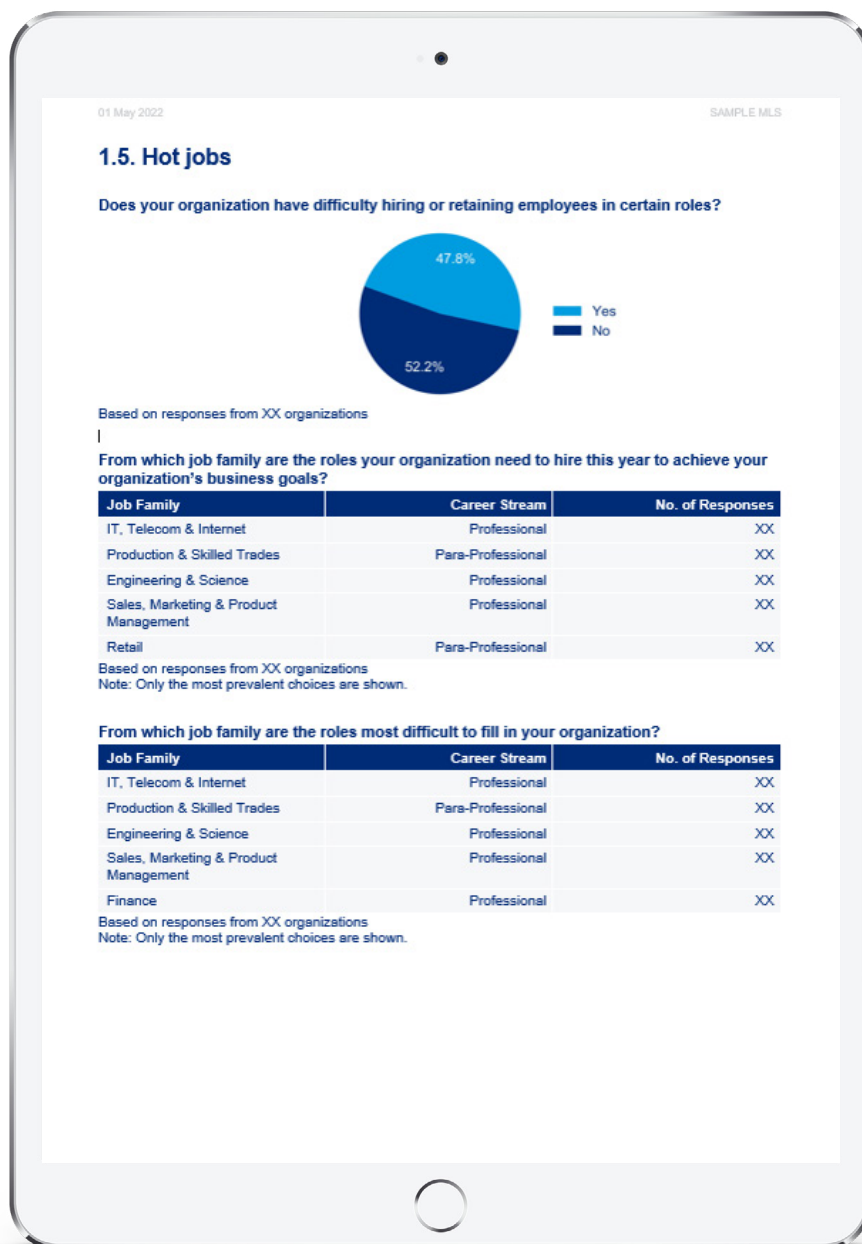 01 May 2022 SAMPLE MLS
1.5. Hot jobs
Does your organization have difficulty hiring or retaining employees in certain roles?
47.8%
Yes
No
52.2%
Based on responses from XX organizations
From which job family are the roles your organization need to hire this year to achieve your
organization's business goals?
Job Family Career Stream No. of Responses
IT, Telecom & Internet Professional XX
Production & Skilled Trades Para-Professional XX
Engineering & Science Professional XX
Sales, Marketing & Product Professional XX
Management
Retail Para-Professional XX
Based on responses from XX organizations
Note: Only the most prevalent choices are shown.
From which job family are the roles most difficult to fill in your organization?
Job Family Career Stream No. of Responses
IT, Telecom & Internet Professional XX
Production & Skilled Trades Para-Professional XX
Engineering & Science Professional XX
Sales, Marketing & Product Professional XX
Management
Finance Professional XX
Based on responses from XX organizations
Note: Only the most prevalent choices are shown.